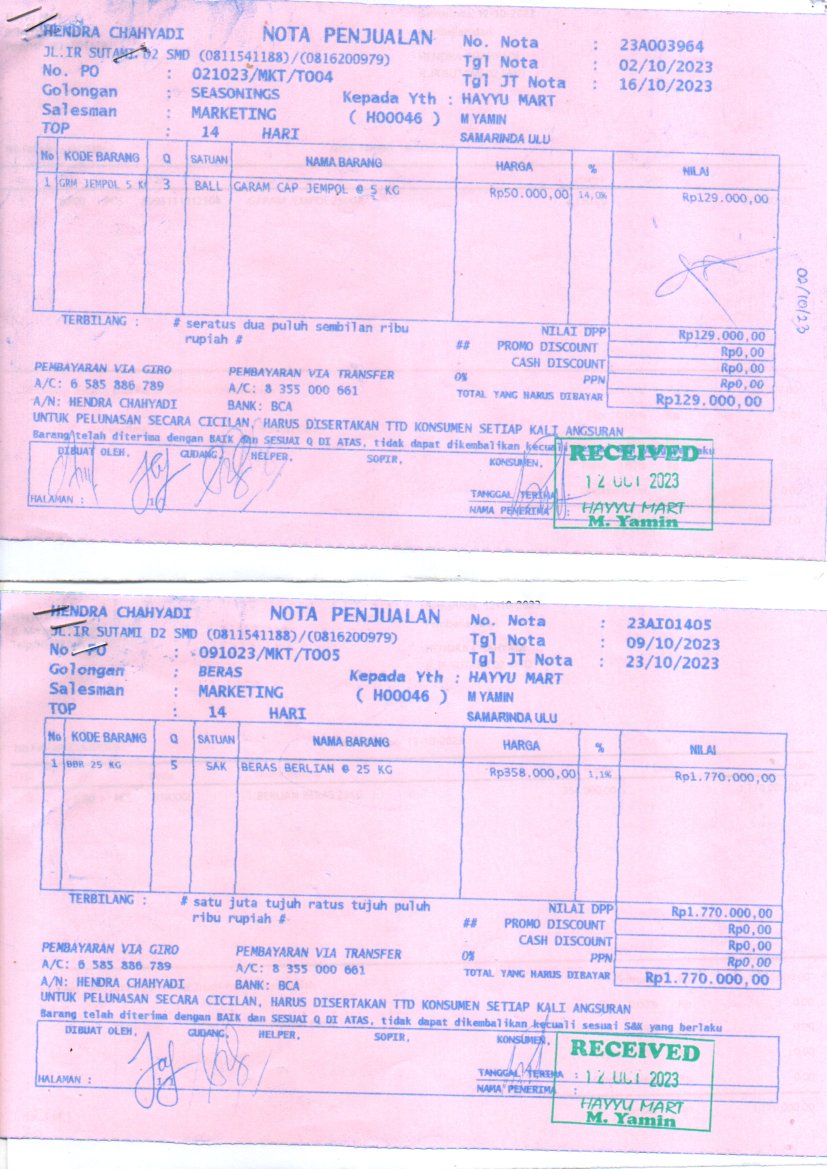 HENDRA CHAHYADI NOTA PENJUALAN No. Nota : 23A003964
JL.IR SUTAMI D2 SMD (0811541188)/(0816200979) Tgl Nota : 02/10/2023
No. PO : 021023/MKT/T004 Tgl JT Nota : 16/10/2023
Golongan : SEASONINGS Kepada Yth : HAYYU MART
Salesman : MARKETING ( H00046 ) M YAMIN
TOP : 14 HARI SAMARINDA ULU
No KODE BARANG Q SATUAN NAMA BARANG HARGA % NILAI
1 GRM JEMPOL 5 K 3 BALL GARAM CAP JEMPOL @ 5 KG Rp50.000,00 14,0% Rp129.000,00
02/10/23
TERBILANG : # seratus dua puluh sembilan ribu NILAI DPP Rp129.000,00
rupiah # ## PROMO DISCOUNT Rp0,00
CASH DISCOUNT Rp0,00
PEMBAYARAN VIA GIRO PEMBAYARAN VIA TRANSFER 0% PPN Rp0,00
A/C: 6 585 886 789 A/C: 8 355 000 661 TOTAL YANG HARUS DIBAYAR Rp129.000,00
A/N: HENDRA CHAHYADI BANK: BCA
UNTUK PELUNASAN SECARA CICILAN, HARUS DISERTAKAN TTD KONSUMEN SETIAP KALI ANGSURAN
Barang telah diterima dengan BAIK dan SESUAI Q DI ATAS, tidak dapat dikembalikan kecuali
DIBUAT OLEH, GUDANG, HELPER, SOPIR, KONSUMEN,
RECEIVED
12 OCT 2023
HALAMAN : TANGGAL TERIMA :
NAMA PENERIMA : HAYYU MART
M. Yamin
HENDRA CHAHYADI NOTA PENJUALAN No. Nota : 23AI01405
JL.IR SUTAMI D2 SMD (0811541188)/(0816200979) Tgl Nota : 09/10/2023
No. PO : 091023/MKT/T005 Tgl JT Nota : 23/10/2023
Golongan : BERAS Kepada Yth : HAYYU MART
Salesman : MARKETING ( H00046 ) M YAMIN
TOP : 14 HARI SAMARINDA ULU
No KODE BARANG Q SATUAN NAMA BARANG HARGA % NILAI
1 BBR 25 KG 5 SAK BERAS BERLIAN @ 25 KG Rp358.000,00 1,1% Rp1.770.000,00
TERBILANG : # satu juta tujuh ratus tujuh puluh NILAI DPP Rp1.770.000,00
ribu rupiah # ## PROMO DISCOUNT Rp0,00
CASH DISCOUNT Rp0,00
PEMBAYARAN VIA GIRO PEMBAYARAN VIA TRANSFER 0% PPN Rp0,00
A/C: 6 585 886 789 A/C: 8 355 000 661 TOTAL YANG HARUS DIBAYAR Rp1.770.000,00
A/N: HENDRA CHAHYADI BANK: BCA
UNTUK PELUNASAN SECARA CICILAN, HARUS DISERTAKAN TTD KONSUMEN SETIAP KALI ANGSURAN
Barang telah diterima dengan BAIK dan SESUAI Q DI ATAS, tidak dapat dikembalikan kecuali sesuai S&K yang berlaku
DIBUAT OLEH, GUDANG, HELPER, SOPIR, KONSUMEN,
RECEIVED
HALAMAN : TANGGAL TERIMA : 12 OCT 2023
NAMA PENERIMA :
HAYYU MART
M. Yamin